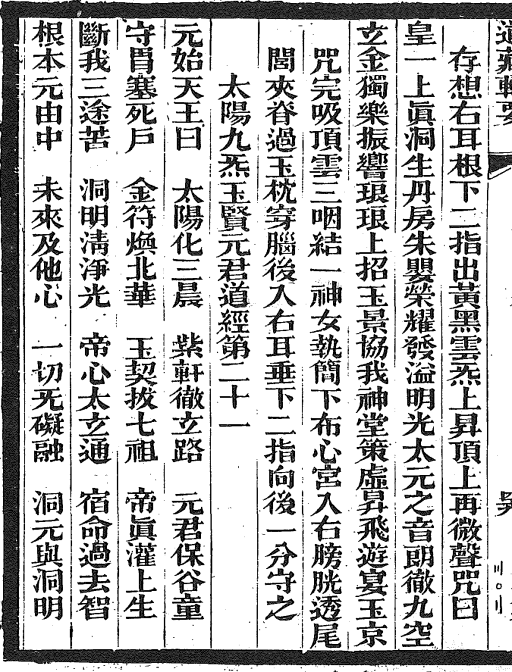 道藏輯要
存想右耳根下二指出黃黑雲炁上昇頂上再微聲咒曰
皇一上眞洞生丹房朱嬰榮耀發溢明光太元之音朗徹九空
立金獨樂振響琅琅上招玉景協我神堂策虛昇飛遊宴玉京
咒完吸頂雲三咽結一神女執簡下布心宮入右膀胱透尾
閭夾脊過玉枕穿腦後入右耳垂下二指向後一分守之
太陽九炁玉賢元君道經第二十一
元始天王曰　太陽化三晨　紫軒徹立路　元君保谷童
守胃塞死戶　金符煥北華　玉契拔七祖　帝眞灌上生
斷我三途苦　洞明淸淨光　帝心太立通　宿命過去智
根本元由中　未來及他心　一切无礙融　洞元與洞明